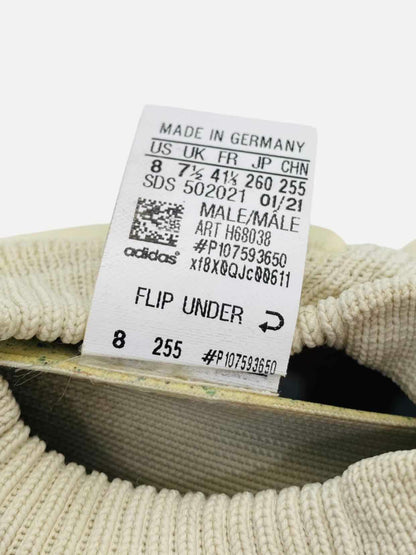 MADE IN GERMANY
US UK FR JP CHN
8 7½ 41⅓ 260 255
SDS 502021 01/21
MALE/MÂLE
ART H68038
#P107593650
adidas® xf8X0QJc00611
FLIP UNDER
8 255 #P107593650